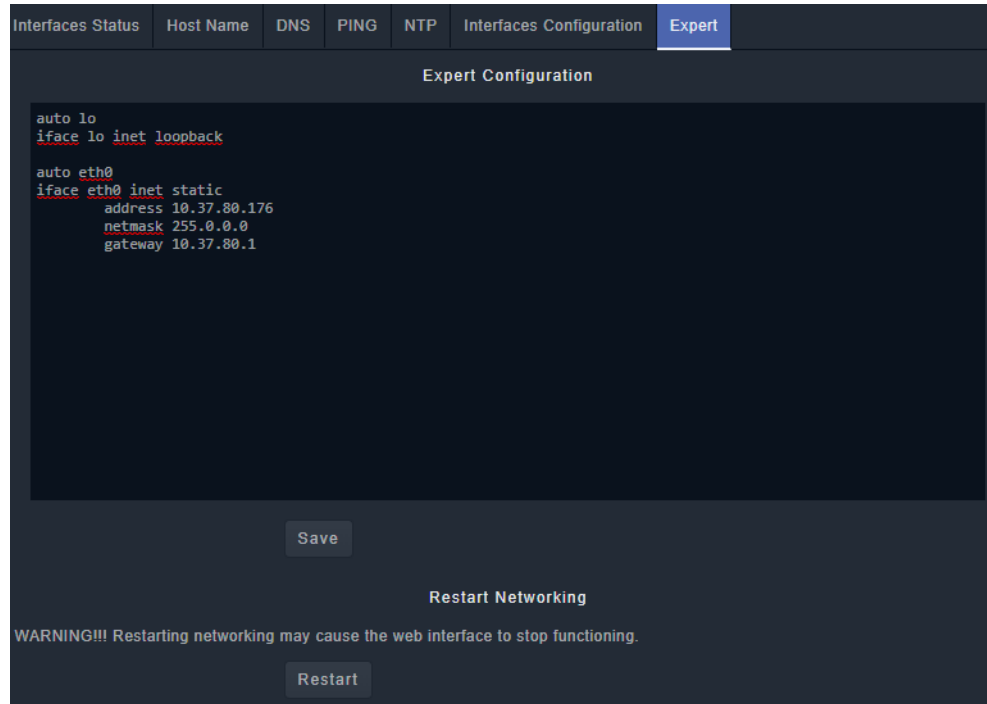 Interfaces Status Host Name DNS PING NTP Interfaces Configuration Expert
Expert Configuration
auto lo
iface lo inet loopback
auto eth0
iface eth0 inet static
address 10.37.80.176
netmask 255.0.0.0
gateway 10.37.80.1
Save
Restart Networking
WARNING!!! Restarting networking may cause the web interface to stop functioning.
Restart